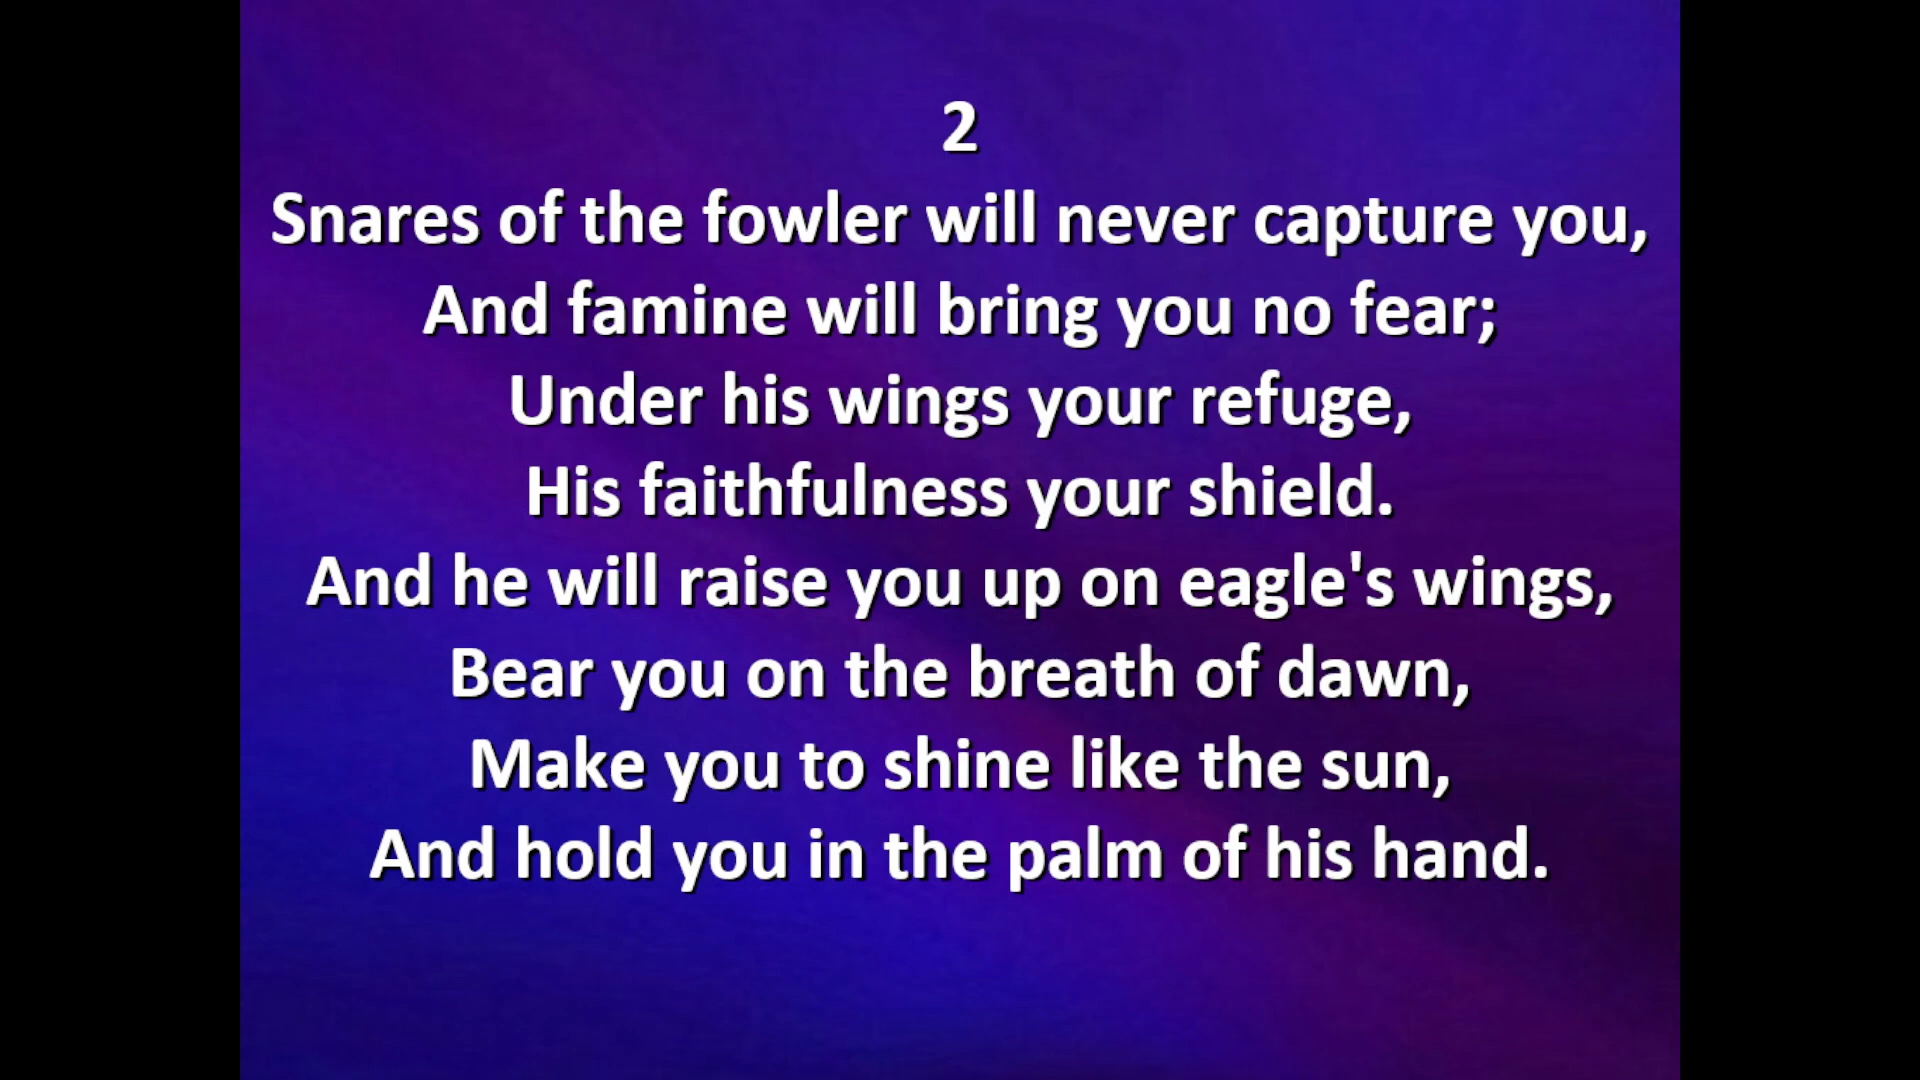 2
Snares of the fowler will never capture you,
And famine will bring you no fear;
Under his wings your refuge,
His faithfulness your shield.
And he will raise you up on eagle's wings,
Bear you on the breath of dawn,
Make you to shine like the sun,
And hold you in the palm of his hand.